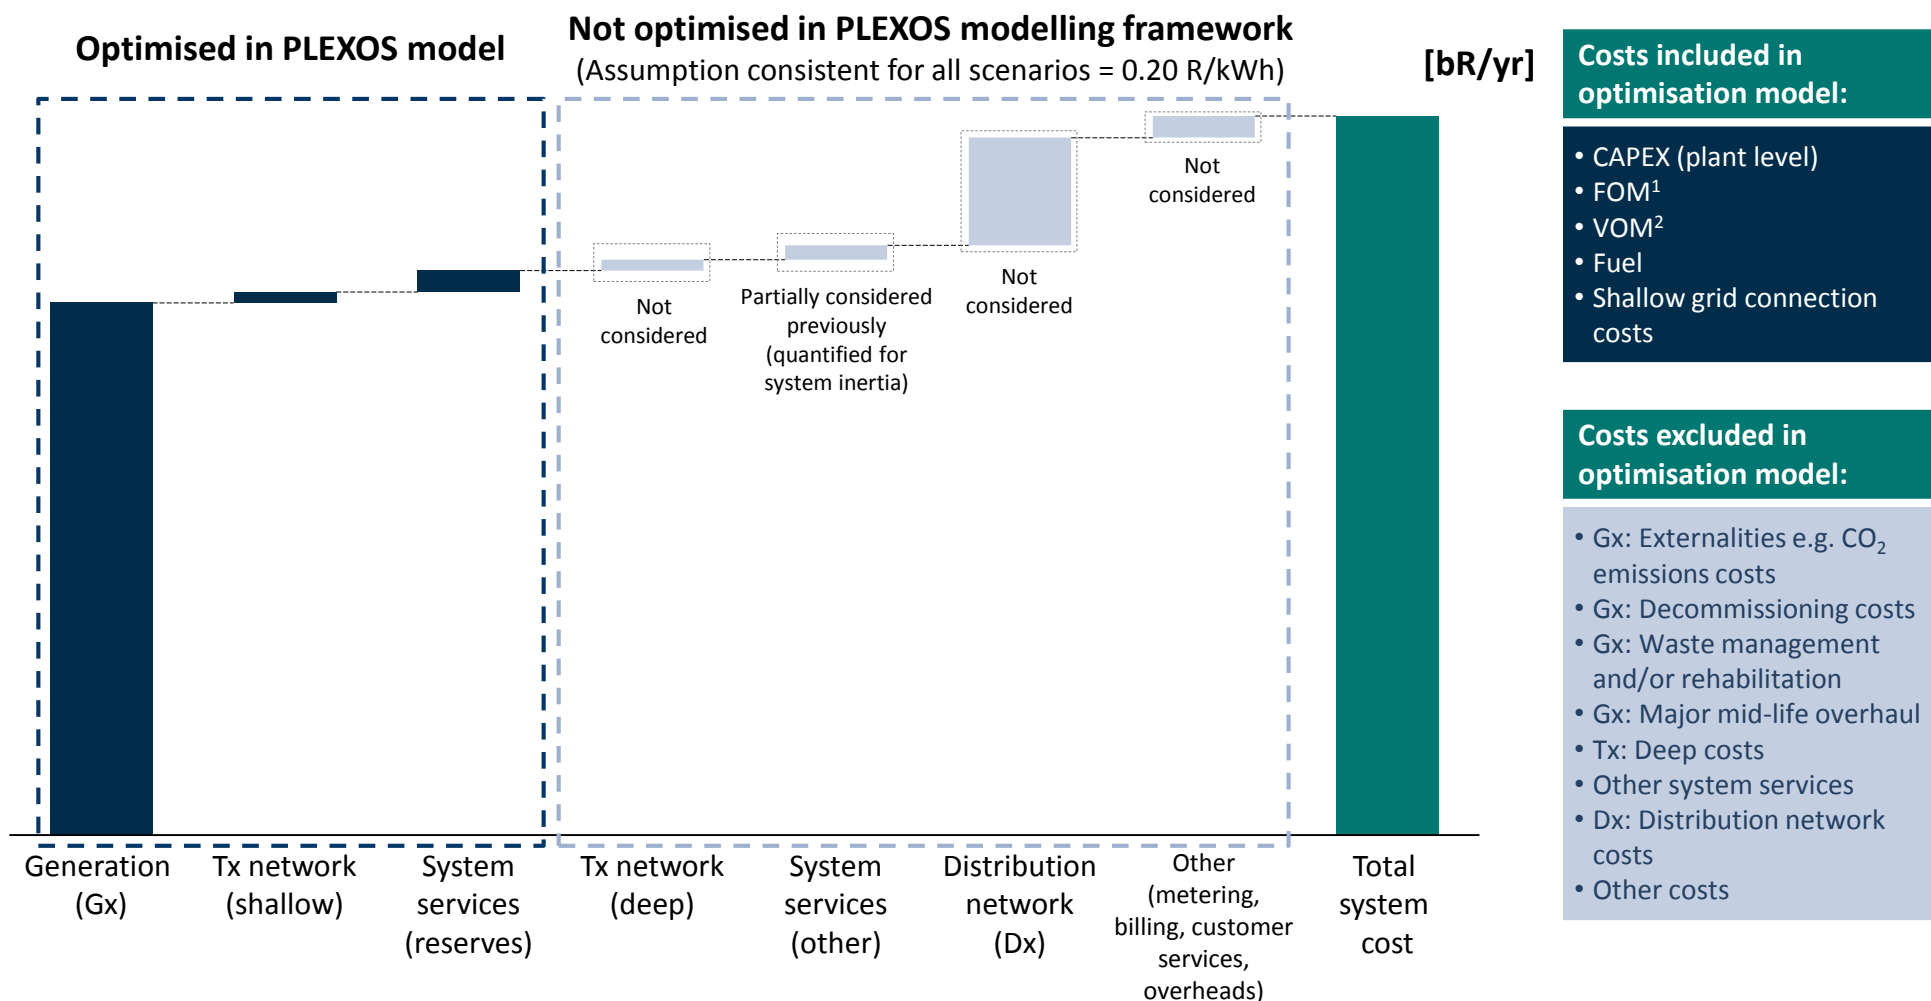 Optimised in PLEXOS model
Not optimised in PLEXOS modelling framework
(Assumption consistent for all scenarios = 0.20 R/kWh)
[bR/yr]
Not
considered
Partially considered
previously
(quantified for
system inertia)
Not
considered
Not
considered
Generation
(Gx)
Tx network
(shallow)
System
services
(reserves)
Tx network
(deep)
System
services
(other)
Distribution
network
(Dx)
Other
(metering,
billing, customer
services,
overheads)
Total
system
cost
Costs included in
optimisation model:
• CAPEX (plant level)
• FOM¹
• VOM²
• Fuel
• Shallow grid connection
costs
Costs excluded in
optimisation model:
• Gx: Externalities e.g. CO₂
emissions costs
• Gx: Decommissioning costs
• Gx: Waste management
and/or rehabilitation
• Gx: Major mid-life overhaul
• Tx: Deep costs
• Other system services
• Dx: Distribution network
costs
• Other costs